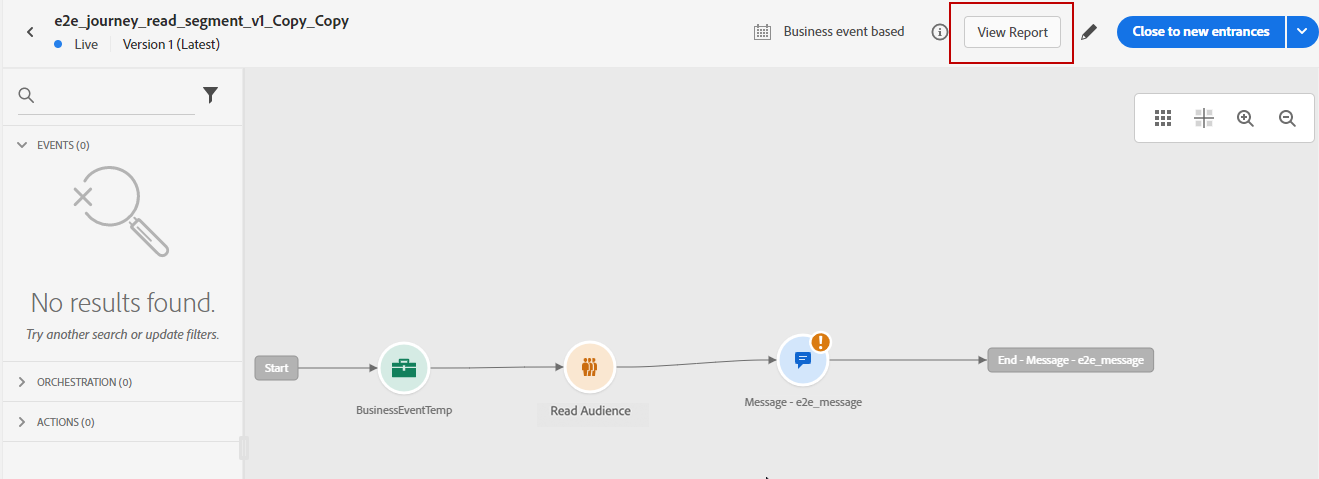 e2e_journey_read_segment_v1_Copy_Copy
Live Version 1 (Latest)
Business event based
View Report
Close to new entrances
EVENTS (0)
No results found.
Try another search or update filters.
ORCHESTRATION (0)
ACTIONS (0)
Start
BusinessEventTemp
Read Audience
Message - e2e_message
End - Message - e2e_message